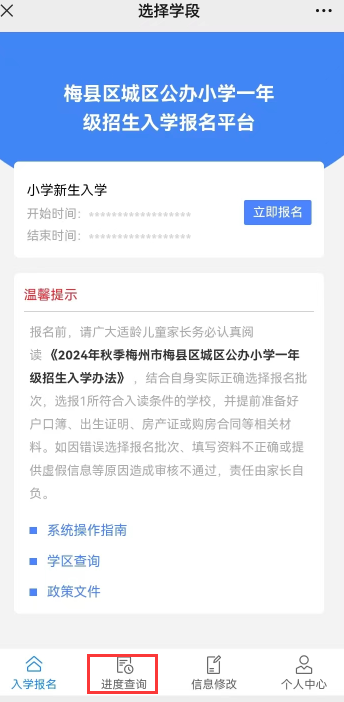 选择学段
梅县区城区公办小学一年
级招生入学报名平台
小学新生入学
开始时间：******************
立即报名
结束时间：******************
温馨提示
报名前，请广大适龄儿童家长务必认真阅
读《2024年秋季梅州市梅县区城区公办小学一年
级招生入学办法》，结合自身实际正确选择报名批
次，选报1所符合入读条件的学校，并提前准备好
户口簿、出生证明、房产证或购房合同等相关材
料。如因错误选择报名批次、填写资料不正确或提
供虚假信息等原因造成审核不通过，责任由家长自
负。
系统操作指南
学区查询
政策文件
入学报名 进度查询 信息修改 个人中心